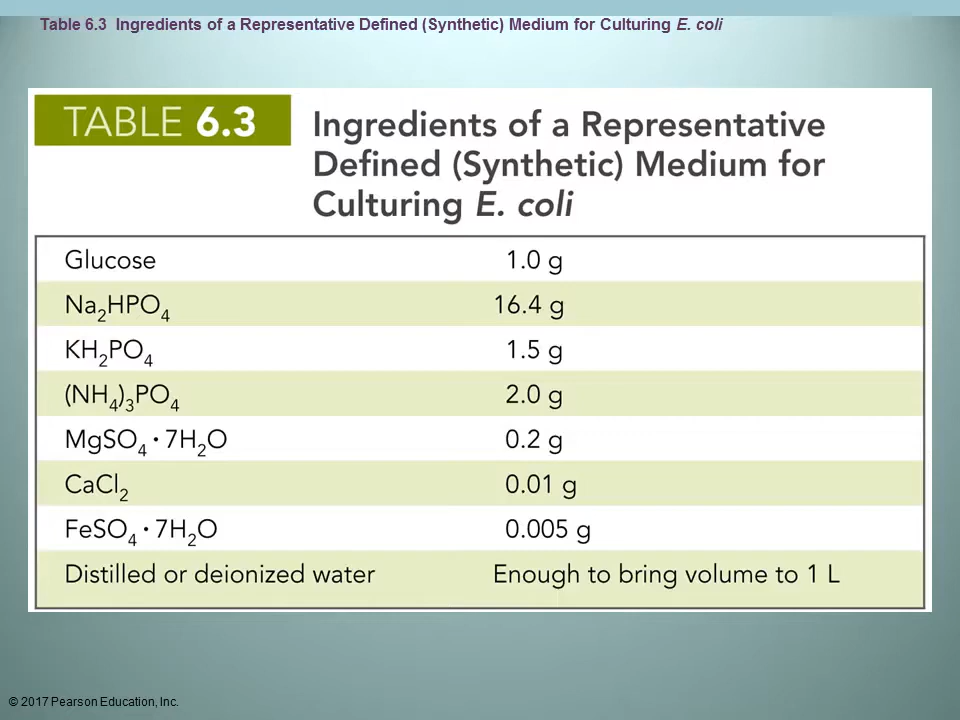 Table 6.3 Ingredients of a Representative Defined (Synthetic) Medium for Culturing E. coli
TABLE 6.3
Ingredients of a Representative
Defined (Synthetic) Medium for
Culturing E. coli
Glucose 1.0 g
Na₂HPO₄ 16.4 g
KH₂PO₄ 1.5 g
(NH₄)₃PO₄ 2.0 g
MgSO₄ · 7H₂O 0.2 g
CaCl₂ 0.01 g
FeSO₄ · 7H₂O 0.005 g
Distilled or deionized water Enough to bring volume to 1 L
© 2017 Pearson Education, Inc.